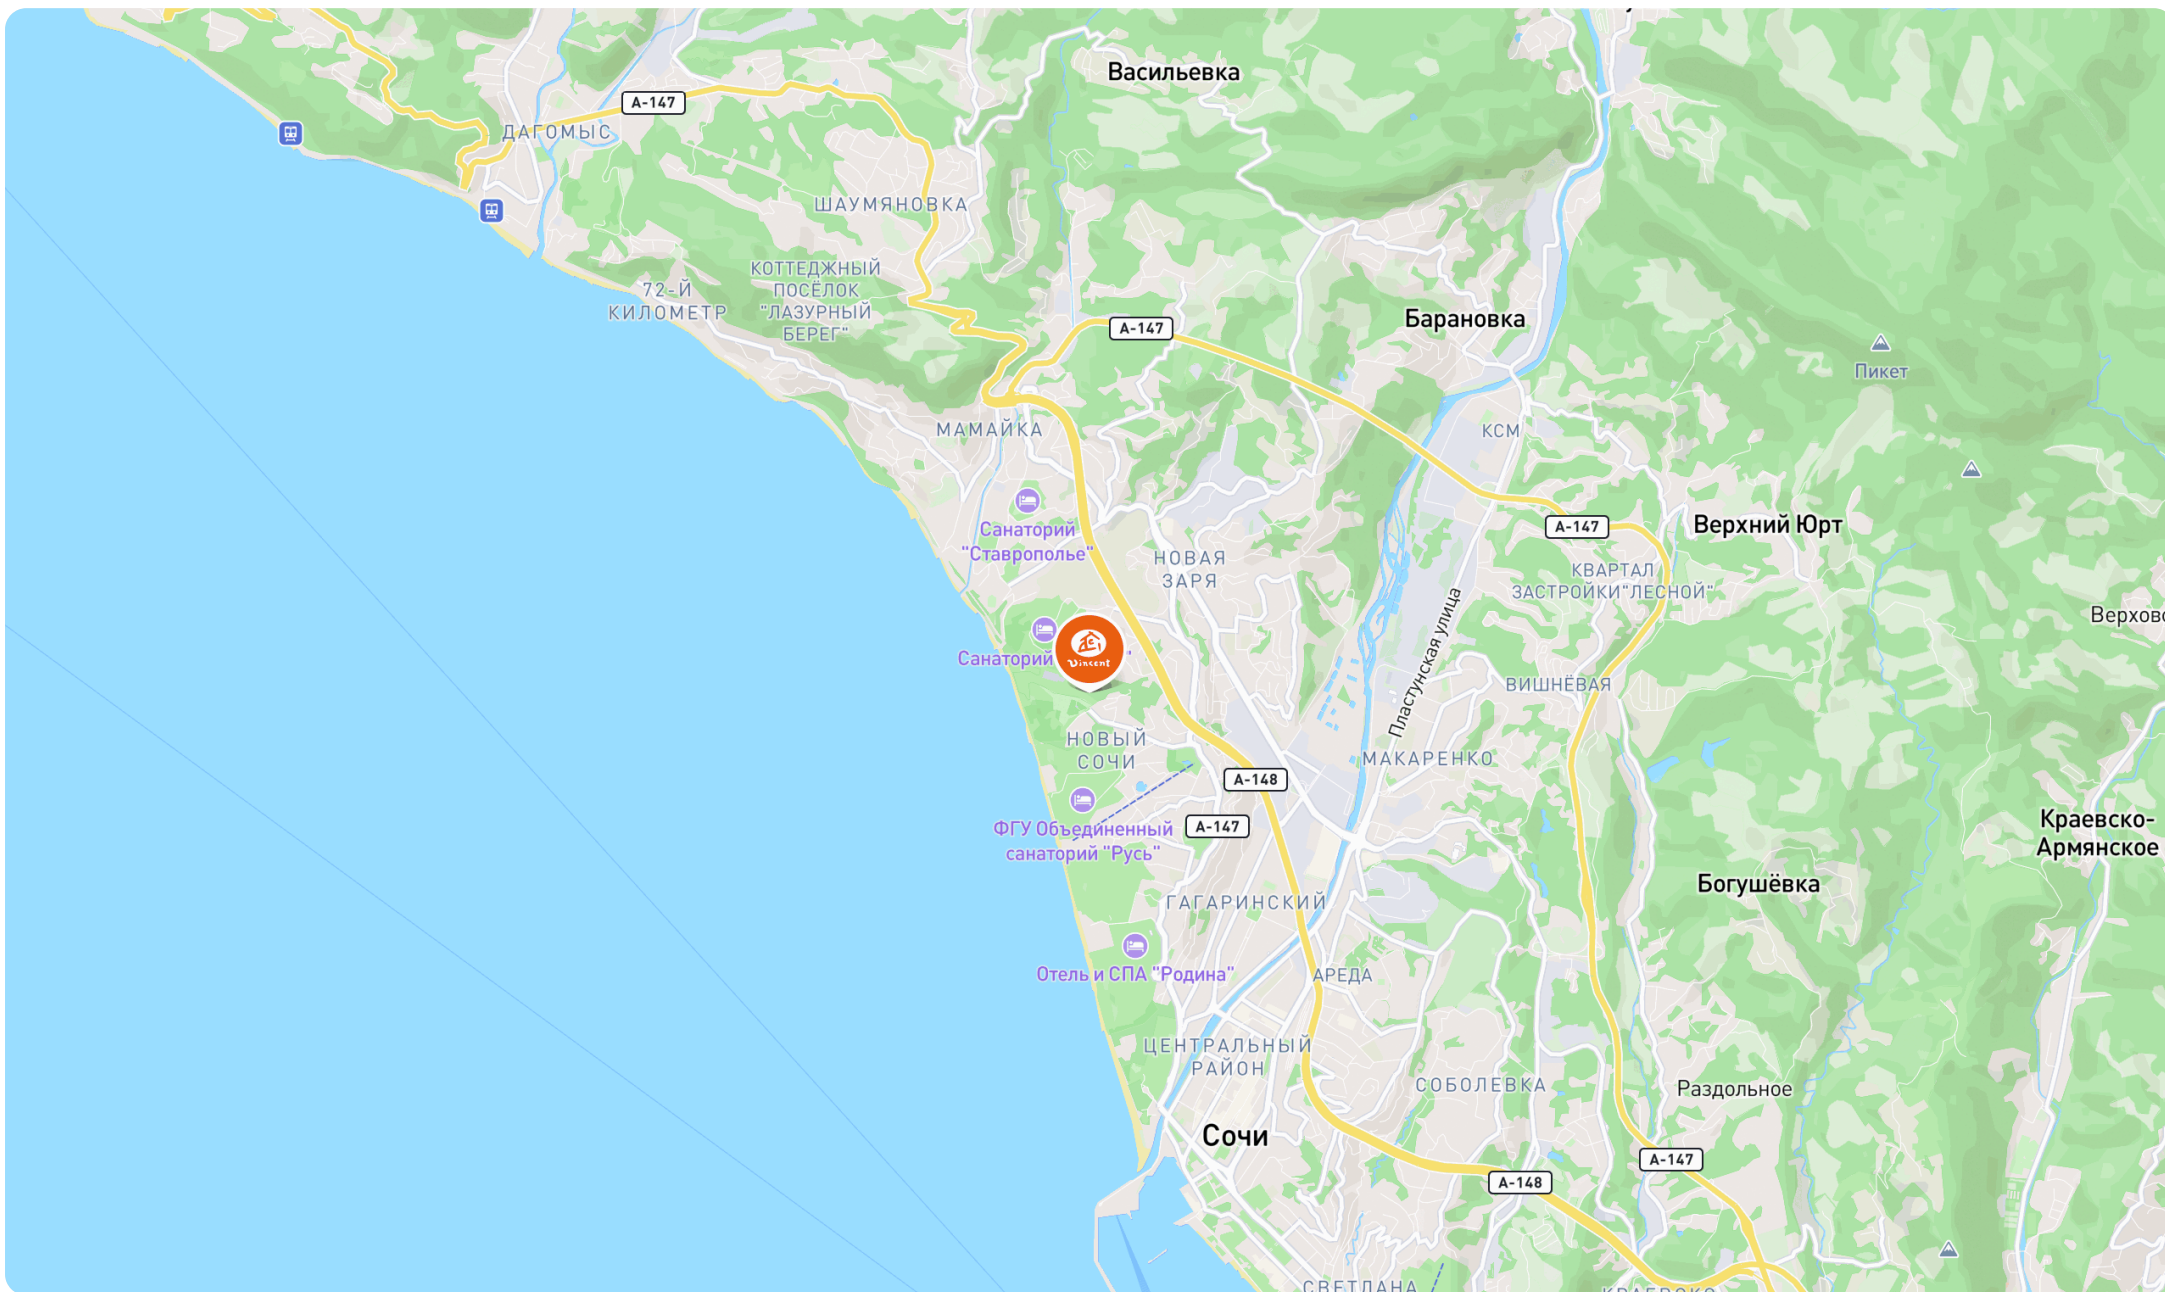 Васильевка
А-147
ДАГОМЫС
ШАУМЯНОВКА
КОТТЕДЖНЫЙ
ПОСЁЛОК
"ЛАЗУРНЫЙ
БЕРЕГ"
72-Й
КИЛОМЕТР
А-147
Барановка
Пикет
МАМАЙКА
КСМ
Санаторий
"Ставрополье"
НОВАЯ
ЗАРЯ
А-147
Верхний Юрт
КВАРТАЛ
ЗАСТРОЙКИ"ЛЕСНОЙ"
Пластунская улица
Санаторий
Vincent
ВИШНЁВАЯ
НОВЫЙ
СОЧИ
МАКАРЕНКО
А-148
А-147
ФГУ Объединенный
санаторий "Русь"
Краевско-
Армянское
Богушёвка
ГАГАРИНСКИЙ
Отель и СПА "Родина"
АРЕДА
ЦЕНТРАЛЬНЫЙ
РАЙОН
СОБОЛЕВКА
Раздольное
Сочи
А-147
А-148
СВЕТЛАНА